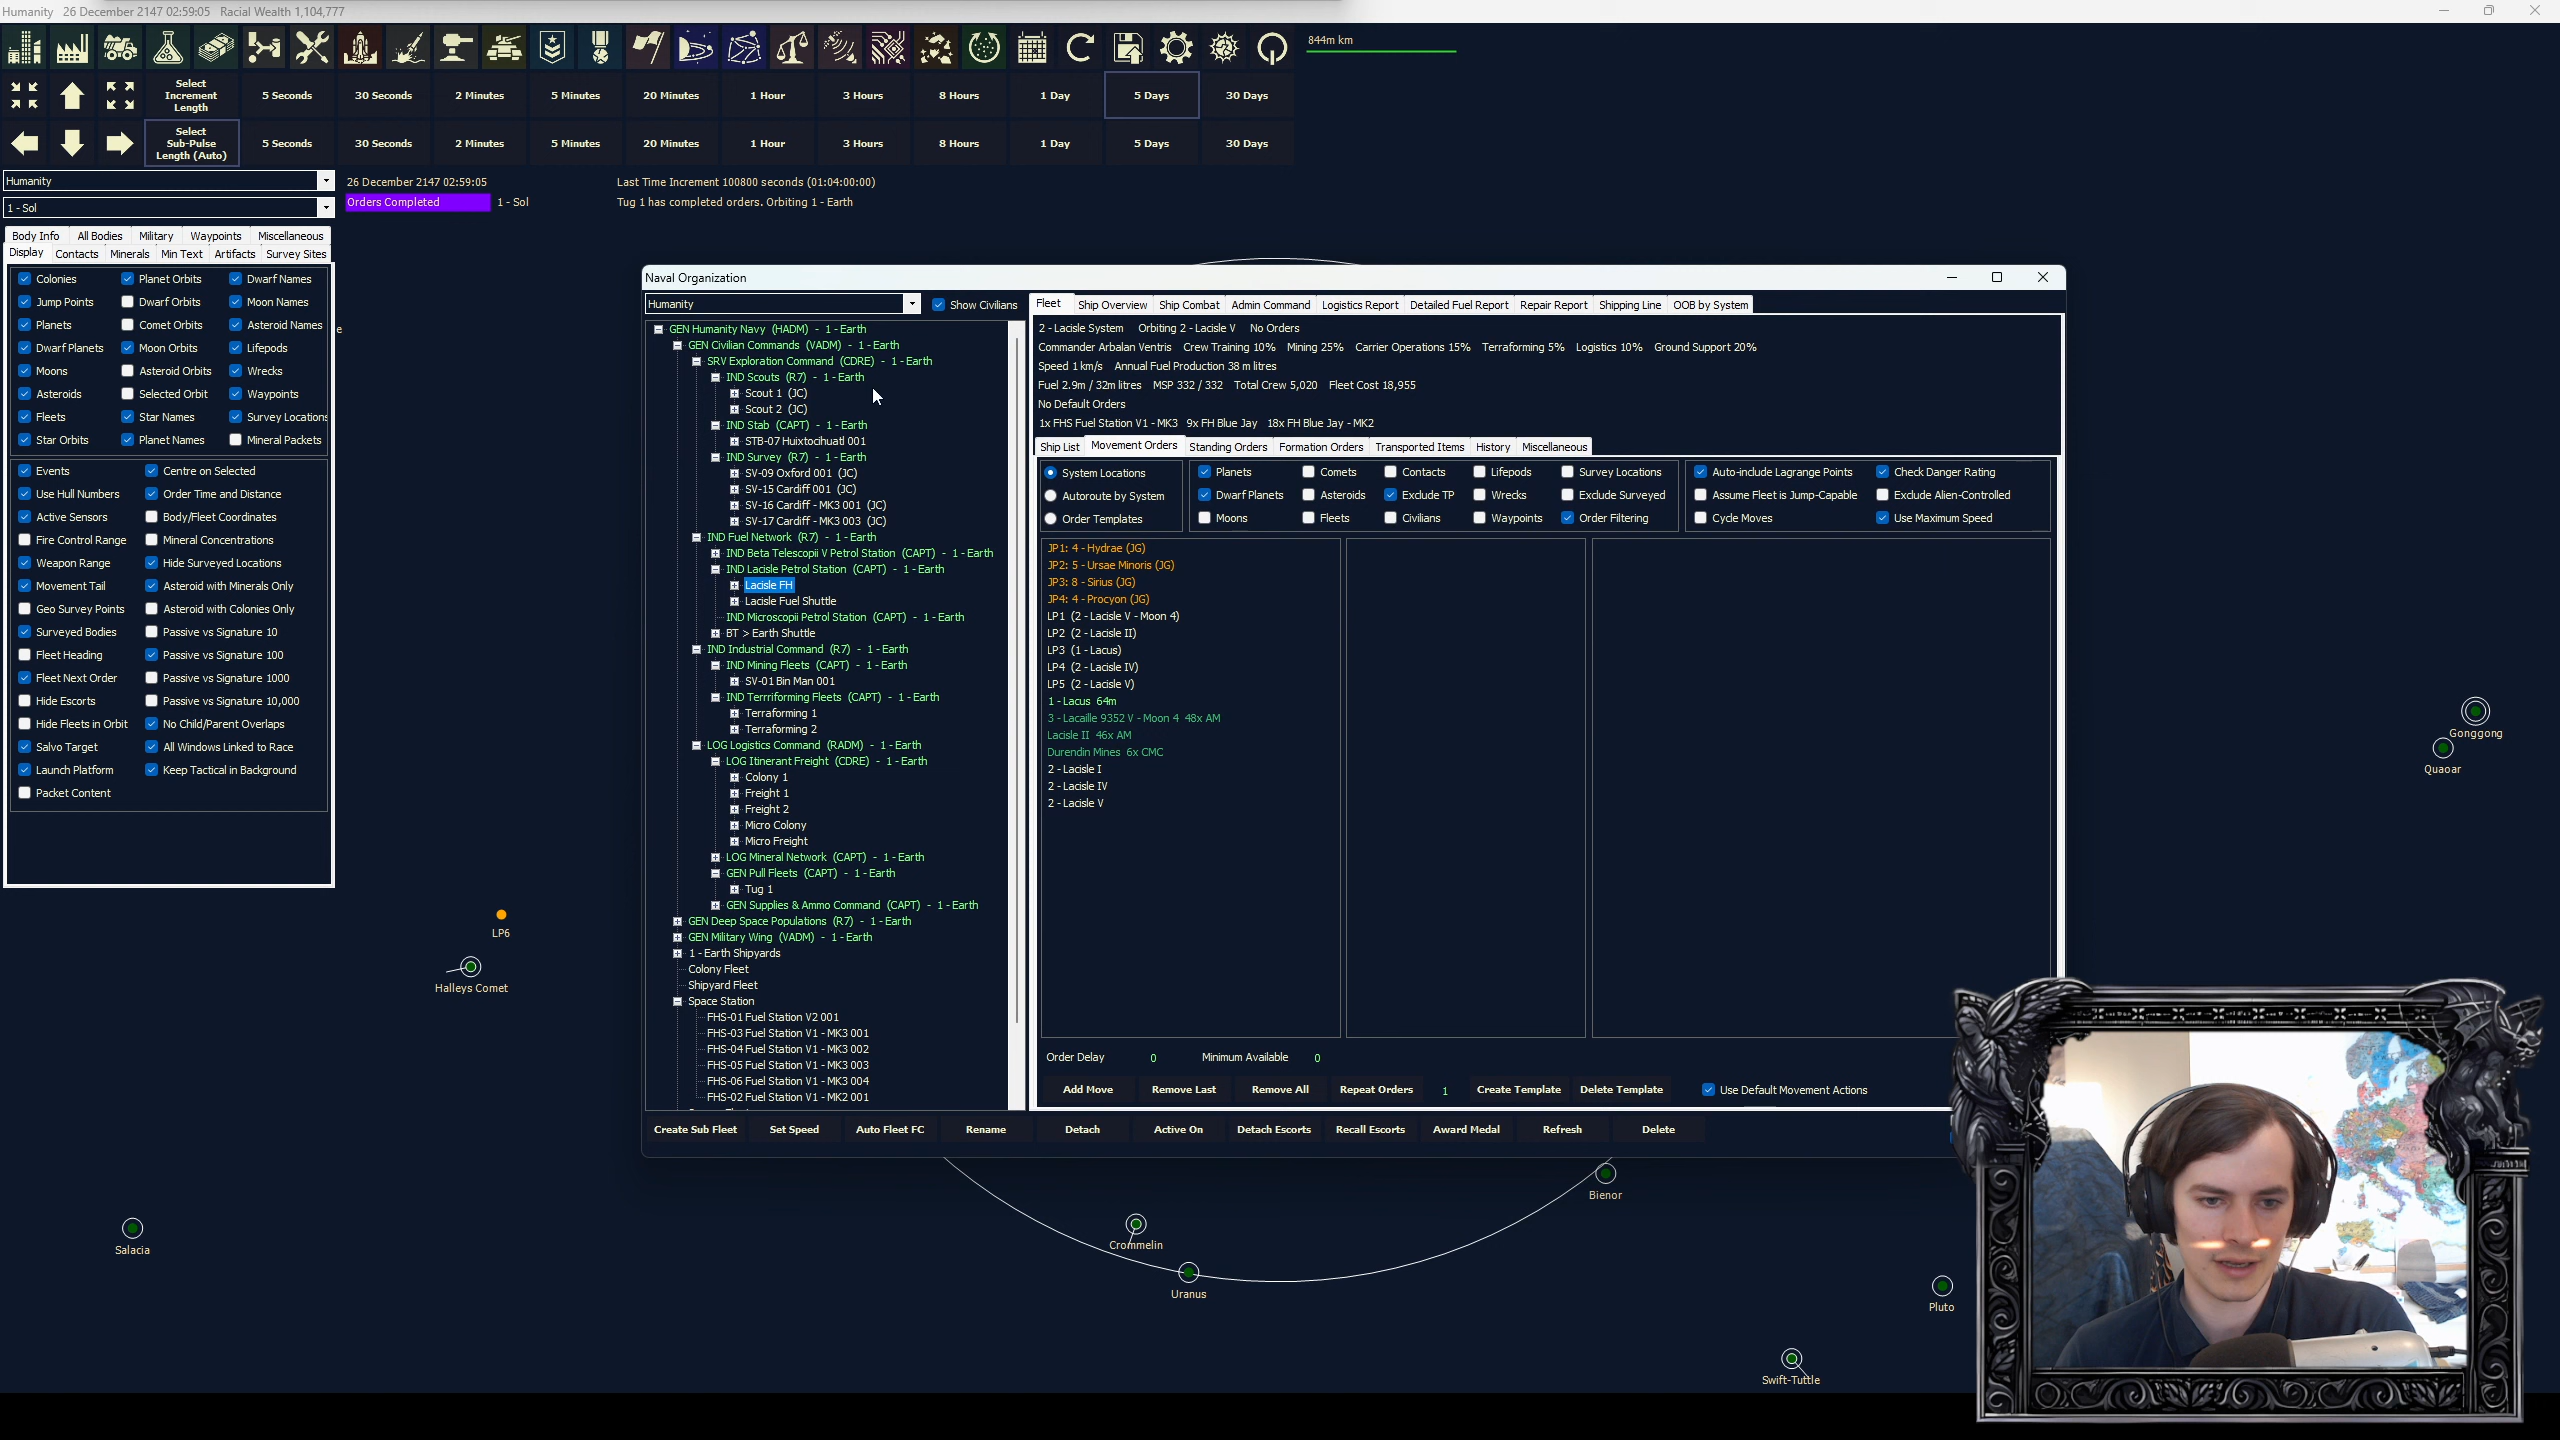 Humanity 26 December 2147 02:59:05 Racial Wealth 1,104,777
844m km
Select Increment Length 5 Seconds 30 Seconds 2 Minutes 5 Minutes 20 Minutes 1 Hour 3 Hours 8 Hours 1 Day 5 Days 30 Days
Select Sub-Pulse Length (Auto) 5 Seconds 30 Seconds 2 Minutes 5 Minutes 20 Minutes 1 Hour 3 Hours 8 Hours 1 Day 5 Days 30 Days
Humanity
26 December 2147 02:59:05 Last Time Increment 100800 seconds (01:04:00:00)
1 - Sol
Orders Completed 1 - Sol Tug 1 has completed orders. Orbiting 1 - Earth
Body Info All Bodies Military Waypoints Miscellaneous
Display Contacts Minerals Min Text Artifacts Survey Sites
Colonies Planet Orbits Dwarf Names
Jump Points Dwarf Orbits Moon Names
Planets Comet Orbits Asteroid Names
Dwarf Planets Moon Orbits Lifepods
Moons Asteroid Orbits Wrecks
Asteroids Selected Orbit Waypoints
Fleets Star Names Survey Locations
Star Orbits Planet Names Mineral Packets
Events Centre on Selected
Use Hull Numbers Order Time and Distance
Active Sensors Body/Fleet Coordinates
Fire Control Range Mineral Concentrations
Weapon Range Hide Surveyed Locations
Movement Tail Asteroid with Minerals Only
Geo Survey Points Asteroid with Colonies Only
Surveyed Bodies Passive vs Signature 10
Fleet Heading Passive vs Signature 100
Fleet Next Order Passive vs Signature 1000
Hide Escorts Passive vs Signature 10,000
Hide Fleets in Orbit No Child/Parent Overlaps
Salvo Target All Windows Linked to Race
Launch Platform Keep Tactical in Background
Packet Content
e
Naval Organization
Humanity Show Civilians
GEN Humanity Navy (HADM) - 1 - Earth
GEN Civilian Commands (VADM) - 1 - Earth
SRV Exploration Command (CDRE) - 1 - Earth
IND Scouts (R7) - 1 - Earth
Scout 1 (JC)
Scout 2 (JC)
IND Stab (CAPT) - 1 - Earth
STB-07 Huixtocihuatl 001
IND Survey (R7) - 1 - Earth
SV-09 Oxford 001 (JC)
SV-15 Cardiff 001 (JC)
SV-16 Cardiff - MK3 001 (JC)
SV-17 Cardiff - MK3 003 (JC)
IND Fuel Network (R7) - 1 - Earth
IND Beta Telescopii V Petrol Station (CAPT) - 1 - Earth
IND Lacisle Petrol Station (CAPT) - 1 - Earth
Lacisle FH
Lacisle Fuel Shuttle
IND Microscopii Petrol Station (CAPT) - 1 - Earth
BT > Earth Shuttle
IND Industrial Command (R7) - 1 - Earth
IND Mining Fleets (CAPT) - 1 - Earth
SV-01 Bin Man 001
IND Terrriforming Fleets (CAPT) - 1 - Earth
Terraforming 1
Terraforming 2
LOG Logistics Command (RADM) - 1 - Earth
LOG Itinerant Freight (CDRE) - 1 - Earth
Colony 1
Freight 1
Freight 2
Micro Colony
Micro Freight
LOG Mineral Network (CAPT) - 1 - Earth
GEN Pull Fleets (CAPT) - 1 - Earth
Tug 1
GEN Supplies & Ammo Command (CAPT) - 1 - Earth
GEN Deep Space Populations (R7) - 1 - Earth
GEN Military Wing (VADM) - 1 - Earth
1 - Earth Shipyards
Colony Fleet
Shipyard Fleet
Space Station
FHS-01 Fuel Station V2 001
FHS-03 Fuel Station V1 - MK3 001
FHS-04 Fuel Station V1 - MK3 002
FHS-05 Fuel Station V1 - MK3 003
FHS-06 Fuel Station V1 - MK3 004
FHS-02 Fuel Station V1 - MK2 001
Fleet Ship Overview Ship Combat Admin Command Logistics Report Detailed Fuel Report Repair Report Shipping Line OOB by System
2 - Lacisle System Orbiting 2 - Lacisle V No Orders
Commander Arbalan Ventris Crew Training 10% Mining 25% Carrier Operations 15% Terraforming 5% Logistics 10% Ground Support 20%
Speed 1 km/s Annual Fuel Production 38 m litres
Fuel 2.9m / 32m litres MSP 332 / 332 Total Crew 5,020 Fleet Cost 18,955
No Default Orders
1x FHS Fuel Station V1 - MK3 9x FH Blue Jay 18x FH Blue Jay - MK2
Ship List Movement Orders Standing Orders Formation Orders Transported Items History Miscellaneous
System Locations Planets Comets Contacts Lifepods Survey Locations Auto-include Lagrange Points Check Danger Rating
Autoroute by System Dwarf Planets Asteroids Exclude TP Wrecks Exclude Surveyed Assume Fleet is Jump-Capable Exclude Alien-Controlled
Order Templates Moons Fleets Civilians Waypoints Order Filtering Cycle Moves Use Maximum Speed
JP1: 4 - Hydrae (JG)
JP2: 5 - Ursae Minoris (JG)
JP3: 8 - Sirius (JG)
JP4: 4 - Procyon (JG)
LP1 (2 - Lacisle V - Moon 4)
LP2 (2 - Lacisle II)
LP3 (1 - Lacus)
LP4 (2 - Lacisle IV)
LP5 (2 - Lacisle V)
1 - Lacus 64m
3 - Lacaille 9352 V - Moon 4 48x AM
Lacisle II 46x AM
Durendin Mines 6x CMC
2 - Lacisle I
2 - Lacisle IV
2 - Lacisle V
Order Delay 0 Minimum Available 0
Add Move Remove Last Remove All Repeat Orders 1 Create Template Delete Template Use Default Movement Actions
Create Sub Fleet Set Speed Auto Fleet FC Rename Detach Active On Detach Escorts Recall Escorts Award Medal Refresh Delete
Gonggong
Quaoar
LP6
Halleys Comet
Bienor
Salacia
Crommelin
Uranus
Pluto
Swift-Tuttle